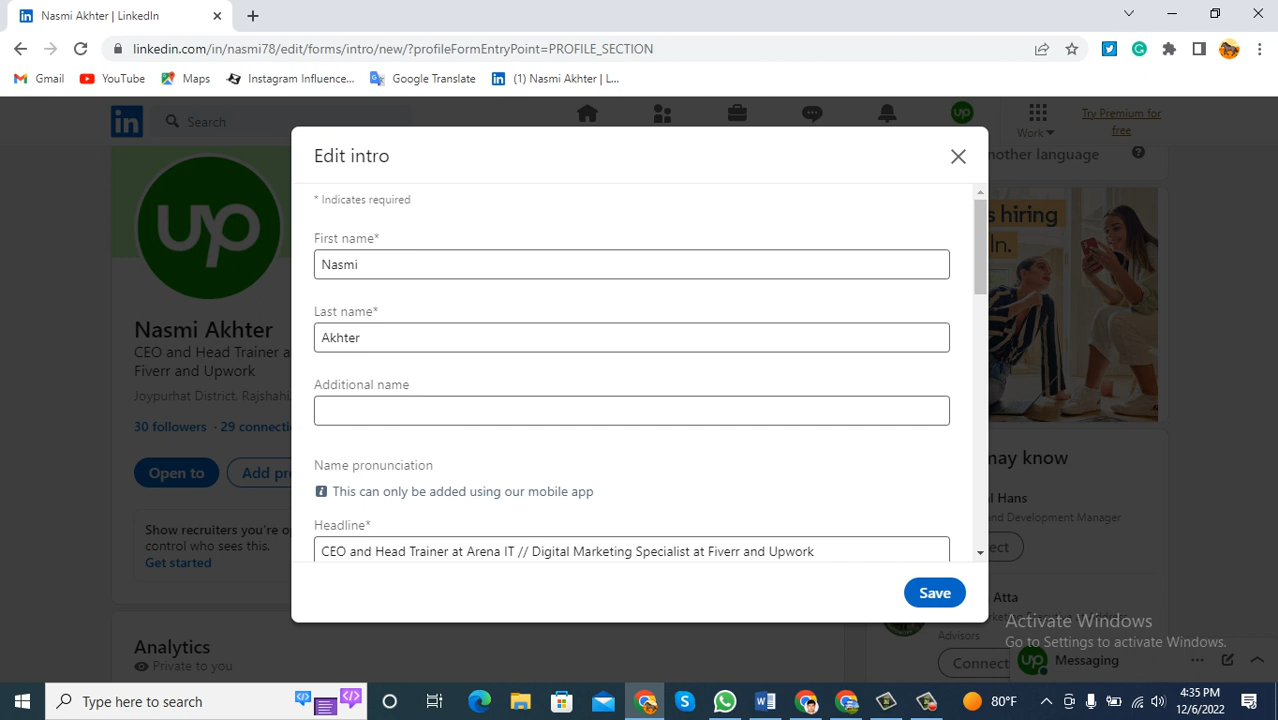 Nasmi Akhter | LinkedIn
linkedin.com/in/nasmi78/edit/forms/intro/new/?profileFormEntryPoint=PROFILE_SECTION
Gmail
YouTube
Maps
Instagram Influence...
Google Translate
(1) Nasmi Akhter | L...
in
Search
Work
Try Premium for
free
Edit intro
nother language
* Indicates required
First name*
Nasmi
Last name*
Akhter
Additional name
Name pronunciation
This can only be added using our mobile app
Headline*
CEO and Head Trainer at Arena IT // Digital Marketing Specialist at Fiverr and Upwork
Save
up
Nasmi Akhter
CEO and Head Trainer a
Fiverr and Upwork
Joypurhat District, Rajshahi
30 followers · 29 connecti
Open to
Add pr
Show recruiters you're o
control who sees this.
Get started
Analytics
Private to you
s hiring
In.
may know
l Hans
nd Development Manager
ect
Atta
Advisors
Connect
Activate Windows
Go to Settings to activate Windows.
up
Messaging
Type here to search
80°F
4:35 PM
12/6/2022